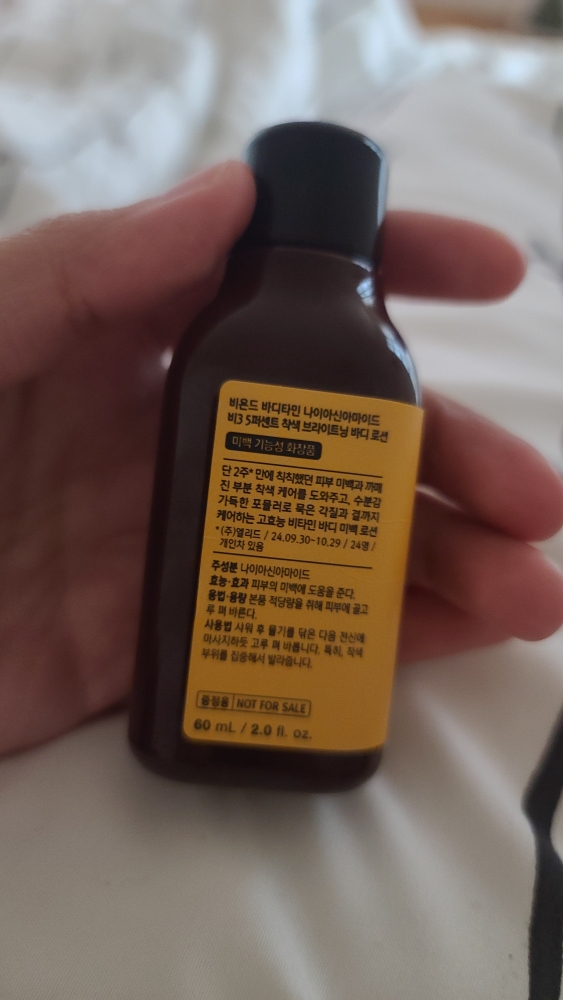 비욘드 바디타민 나이아신아마이드
비3 5퍼센트 착색 브라이트닝 바디 로션
미백 기능성 화장품
단 2주* 만에 칙칙했던 피부 미백과 까매
진 부분 착색 케어를 도와주고, 수분감
가득한 포뮬러로 묵은 각질과 결까지
케어하는 고효능 비타민 바디 미백 로션
*(주)엘리드 / 24.09.30~10.29 / 24명 /
개인차 있음
주성분 나이아신아마이드
효능·효과 피부의 미백에 도움을 준다.
용법·용량 본품 적당량을 취해 피부에 골고
루 펴 바른다.
사용법 샤워 후 물기를 닦은 다음 전신에
마사지하듯 고루 펴 바릅니다. 특히, 착색
부위를 집중해서 발라줍니다.
증정용 NOT FOR SALE
60 mL / 2.0 fl. oz.